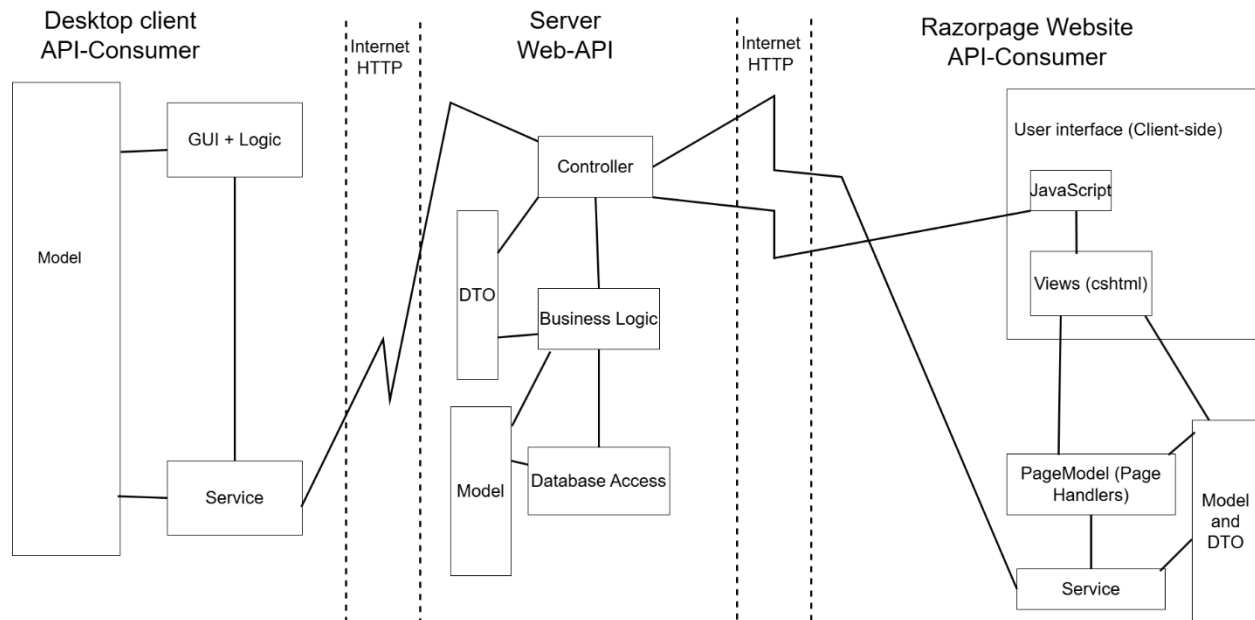 Desktop client
API-Consumer
Internet
HTTP
Server
Web-API
Internet
HTTP
Razorpage Website
API-Consumer
Model
GUI + Logic
Service
Controller
DTO
Business Logic
Model
Database Access
User interface (Client-side)
JavaScript
Views (cshtml)
PageModel (Page
Handlers)
Service
Model
and
DTO